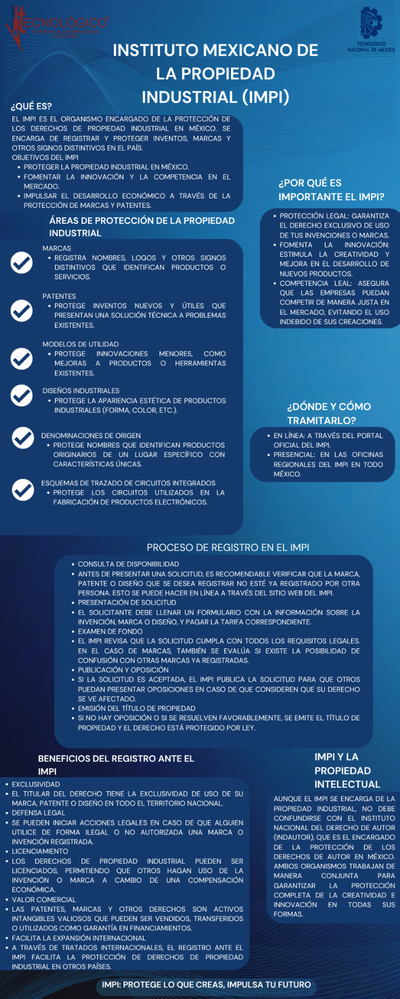 TECNOLÓGICO
TECNOLÓGICO
NACIONAL DE MÉXICO
INSTITUTO MEXICANO DE
LA PROPIEDAD
INDUSTRIAL (IMPI)
¿QUÉ ES?
EL IMPI ES EL ORGANISMO ENCARGADO DE LA PROTECCIÓN DE
LOS DERECHOS DE PROPIEDAD INDUSTRIAL EN MÉXICO. SE
ENCARGA DE REGISTRAR Y PROTEGER INVENTOS, MARCAS Y
OTROS SIGNOS DISTINTIVOS EN EL PAÍS.
OBJETIVOS DEL IMPI
• PROTEGER LA PROPIEDAD INDUSTRIAL EN MÉXICO.
• FOMENTAR LA INNOVACIÓN Y LA COMPETENCIA EN EL
MERCADO.
• IMPULSAR EL DESARROLLO ECONÓMICO A TRAVÉS DE LA
PROTECCIÓN DE MARCAS Y PATENTES.
¿POR QUÉ ES
IMPORTANTE EL IMPI?
• PROTECCIÓN LEGAL: GARANTIZA
EL DERECHO EXCLUSIVO DE USO
DE TUS INVENCIONES O MARCAS.
• FOMENTA LA INNOVACIÓN:
ESTIMULA LA CREATIVIDAD Y
MEJORA EN EL DESARROLLO DE
NUEVOS PRODUCTOS.
• COMPETENCIA LEAL: ASEGURA
QUE LAS EMPRESAS PUEDAN
COMPETIR DE MANERA JUSTA EN
EL MERCADO, EVITANDO EL USO
INDEBIDO DE SUS CREACIONES.
ÁREAS DE PROTECCIÓN DE LA PROPIEDAD
INDUSTRIAL
MARCAS
• REGISTRA NOMBRES, LOGOS Y OTROS SIGNOS
DISTINTIVOS QUE IDENTIFICAN PRODUCTOS O
SERVICIOS.
PATENTES
• PROTEGE INVENTOS NUEVOS Y ÚTILES QUE
PRESENTAN UNA SOLUCIÓN TÉCNICA A PROBLEMAS
EXISTENTES.
MODELOS DE UTILIDAD
• PROTEGE INNOVACIONES MENORES, COMO
MEJORAS A PRODUCTOS O HERRAMIENTAS
EXISTENTES.
DISEÑOS INDUSTRIALES
• PROTEGE LA APARIENCIA ESTÉTICA DE PRODUCTOS
INDUSTRIALES (FORMA, COLOR, ETC.).
DENOMINACIONES DE ORIGEN
• PROTEGE NOMBRES QUE IDENTIFICAN PRODUCTOS
ORIGINARIOS DE UN LUGAR ESPECÍFICO CON
CARACTERÍSTICAS ÚNICAS.
ESQUEMAS DE TRAZADO DE CIRCUITOS INTEGRADOS
• PROTEGE LOS CIRCUITOS UTILIZADOS EN LA
FABRICACIÓN DE PRODUCTOS ELECTRÓNICOS.
¿DÓNDE Y CÓMO
TRAMITARLO?
• EN LÍNEA: A TRAVÉS DEL PORTAL
OFICIAL DEL IMPI.
• PRESENCIAL: EN LAS OFICINAS
REGIONALES DEL IMPI EN TODO
MÉXICO.
PROCESO DE REGISTRO EN EL IMPI
• CONSULTA DE DISPONIBILIDAD
• ANTES DE PRESENTAR UNA SOLICITUD, ES RECOMENDABLE VERIFICAR QUE LA MARCA,
PATENTE O DISEÑO QUE SE DESEA REGISTRAR NO ESTÉ YA REGISTRADO POR OTRA
PERSONA. ESTO SE PUEDE HACER EN LÍNEA A TRAVÉS DEL SITIO WEB DEL IMPI.
• PRESENTACIÓN DE SOLICITUD
• EL SOLICITANTE DEBE LLENAR UN FORMULARIO CON LA INFORMACIÓN SOBRE LA
INVENCIÓN, MARCA O DISEÑO, Y PAGAR LA TARIFA CORRESPONDIENTE.
• EXAMEN DE FONDO
• EL IMPI REVISA QUE LA SOLICITUD CUMPLA CON TODOS LOS REQUISITOS LEGALES.
EN EL CASO DE MARCAS, TAMBIÉN SE EVALÚA SI EXISTE LA POSIBILIDAD DE
CONFUSIÓN CON OTRAS MARCAS YA REGISTRADAS.
• PUBLICACIÓN Y OPOSICIÓN
• SI LA SOLICITUD ES ACEPTADA, EL IMPI PUBLICA LA SOLICITUD PARA QUE OTROS
PUEDAN PRESENTAR OPOSICIONES EN CASO DE QUE CONSIDEREN QUE SU DERECHO
SE VE AFECTADO.
• EMISIÓN DEL TÍTULO DE PROPIEDAD
• SI NO HAY OPOSICIÓN O SI SE RESUELVEN FAVORABLEMENTE, SE EMITE EL TÍTULO DE
PROPIEDAD Y EL DERECHO ESTÁ PROTEGIDO POR LEY.
BENEFICIOS DEL REGISTRO ANTE EL
IMPI
• EXCLUSIVIDAD
• EL TITULAR DEL DERECHO TIENE LA EXCLUSIVIDAD DE USO DE SU
MARCA, PATENTE O DISEÑO EN TODO EL TERRITORIO NACIONAL.
• DEFENSA LEGAL
• SE PUEDEN INICIAR ACCIONES LEGALES EN CASO DE QUE ALGUIEN
UTILICE DE FORMA ILEGAL O NO AUTORIZADA UNA MARCA O
INVENCIÓN REGISTRADA.
• LICENCIAMIENTO
• LOS DERECHOS DE PROPIEDAD INDUSTRIAL PUEDEN SER
LICENCIADOS, PERMITIENDO QUE OTROS HAGAN USO DE LA
INVENCIÓN O MARCA A CAMBIO DE UNA COMPENSACIÓN
ECONÓMICA.
• VALOR COMERCIAL
• LAS PATENTES, MARCAS Y OTROS DERECHOS SON ACTIVOS
INTANGIBLES VALIOSOS QUE PUEDEN SER VENDIDOS, TRANSFERIDOS
O UTILIZADOS COMO GARANTÍA EN FINANCIAMIENTOS.
• FACILITA LA EXPANSIÓN INTERNACIONAL
• A TRAVÉS DE TRATADOS INTERNACIONALES, EL REGISTRO ANTE EL
IMPI FACILITA LA PROTECCIÓN DE DERECHOS DE PROPIEDAD
INDUSTRIAL EN OTROS PAÍSES.
IMPI Y LA
PROPIEDAD
INTELECTUAL
AUNQUE EL IMPI SE ENCARGA DE LA
PROPIEDAD INDUSTRIAL, NO DEBE
CONFUNDIRSE CON EL INSTITUTO
NACIONAL DEL DERECHO DE AUTOR
(INDAUTOR), QUE ES EL ENCARGADO
DE LA PROTECCIÓN DE LOS
DERECHOS DE AUTOR EN MÉXICO.
AMBOS ORGANISMOS TRABAJAN DE
MANERA CONJUNTA PARA
GARANTIZAR LA PROTECCIÓN
COMPLETA DE LA CREATIVIDAD E
INNOVACIÓN EN TODAS SUS
FORMAS.
IMPI: PROTEGE LO QUE CREAS, IMPULSA TU FUTURO